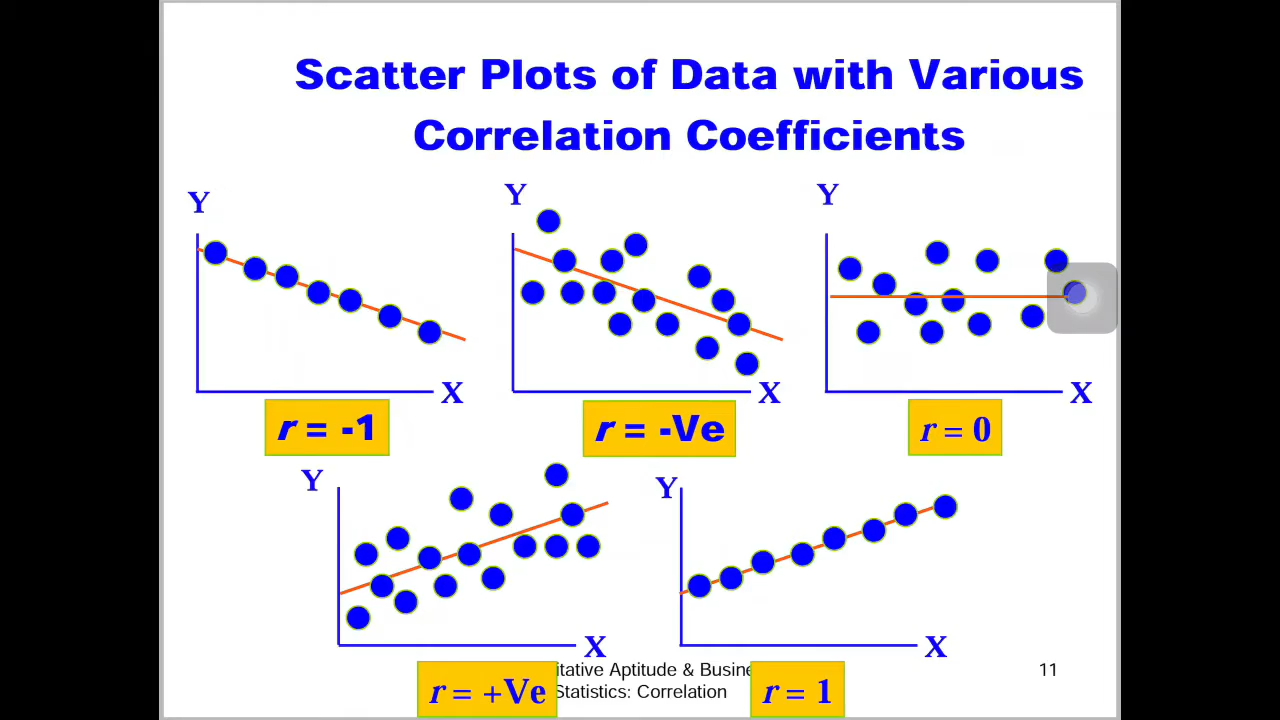 Scatter Plots of Data with Various
Correlation Coefficients
Y
Y
Y
X
X
X
r = -1
r = -Ve
r = 0
Y
Y
X
X
r = +Ve
itative Aptitude & Busine
Statistics: Correlation
r = 1
11